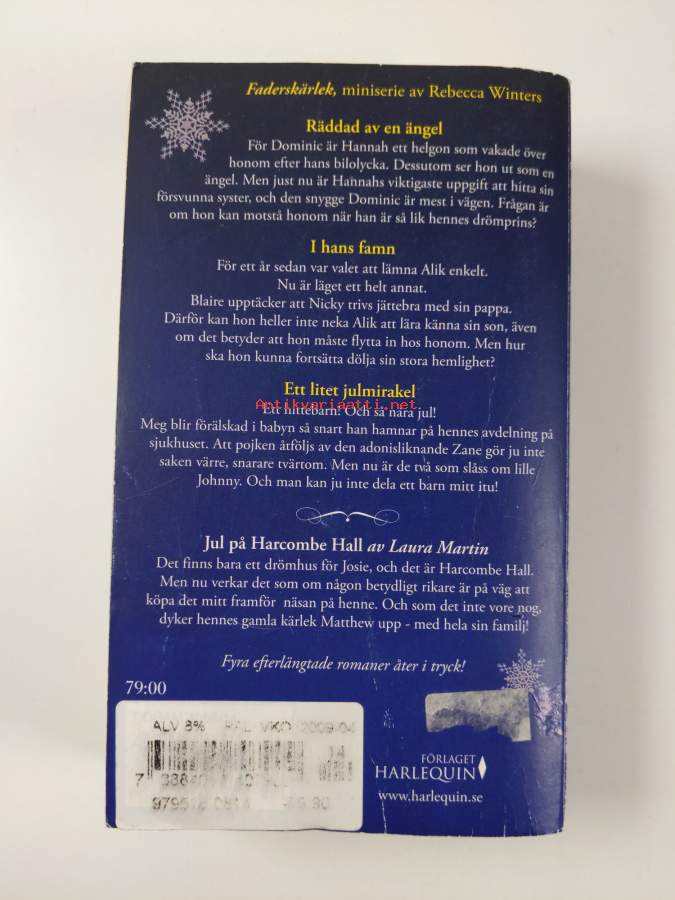 Faderskärlek, miniserie av Rebecca Winters
Räddad av en ängel
För Dominic är Hannah ett helgon som vakade över
honom efter hans bilolycka. Dessutom ser hon ut som en
ängel. Men just nu är Hannahs viktigaste uppgift att hitta sin
försvunna syster, och den snygge Dominic är mest i vägen. Frågan är
om hon kan motstå honom när han är så lik hennes drömprins?
I hans famn
För ett år sedan var valet att lämna Alik enkelt.
Nu är läget ett helt annat.
Blaire upptäcker att Nicky trivs jättebra med sin pappa.
Därför kan hon heller inte neka Alik att lära känna sin son, även
om det betyder att hon måste flytta in hos honom. Men hur
ska hon kunna fortsätta dölja sin stora hemlighet?
Ett litet julmirakel
Antikvariaatti.net
Ett hittebarn! Och så nära jul!
Meg blir förälskad i babyn så snart han hamnar på hennes avdelning på
sjukhuset. Att pojken åtföljs av den adonisliknande Zane gör ju inte
saken värre, snarare tvärtom. Men nu är de två som slåss om lille
Johnny. Och man kan ju inte dela ett barn mitt itu!
Jul på Harcombe Hall av Laura Martin
Det finns bara ett drömhus för Josie, och det är Harcombe Hall.
Men nu verkar det som om någon betydligt rikare är på väg att
köpa det mitt framför näsan på henne. Och som det inte vore nog,
dyker hennes gamla kärlek Matthew upp - med hela sin familj!
Fyra efterlängtade romaner åter i tryck!
79:00
ALV 8% VKO 2009-04
14
7
FÖRLAGET
HARLEQUIN
www.harlequin.se